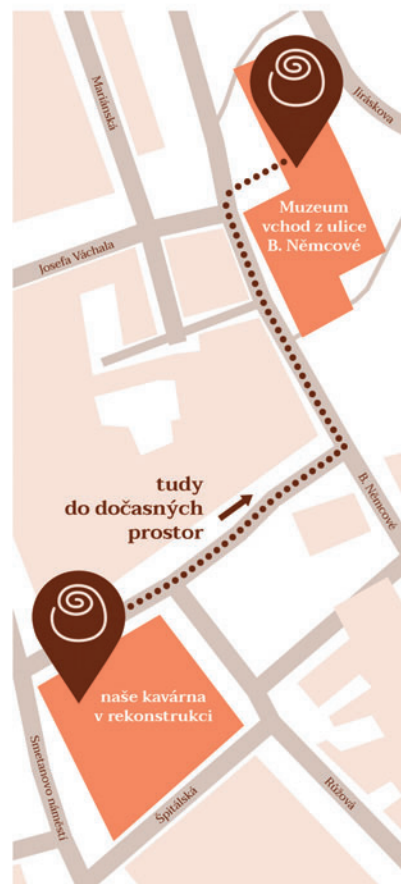 Mariánská
Jiráskova
Muzeum
vchod z ulice
B. Němcové
Josefa Váchala
tudy
do dočasných
prostor
B. Němcové
naše kavárna
v rekonstrukci
Smetanovo náměstí
Špitálská
Růžová